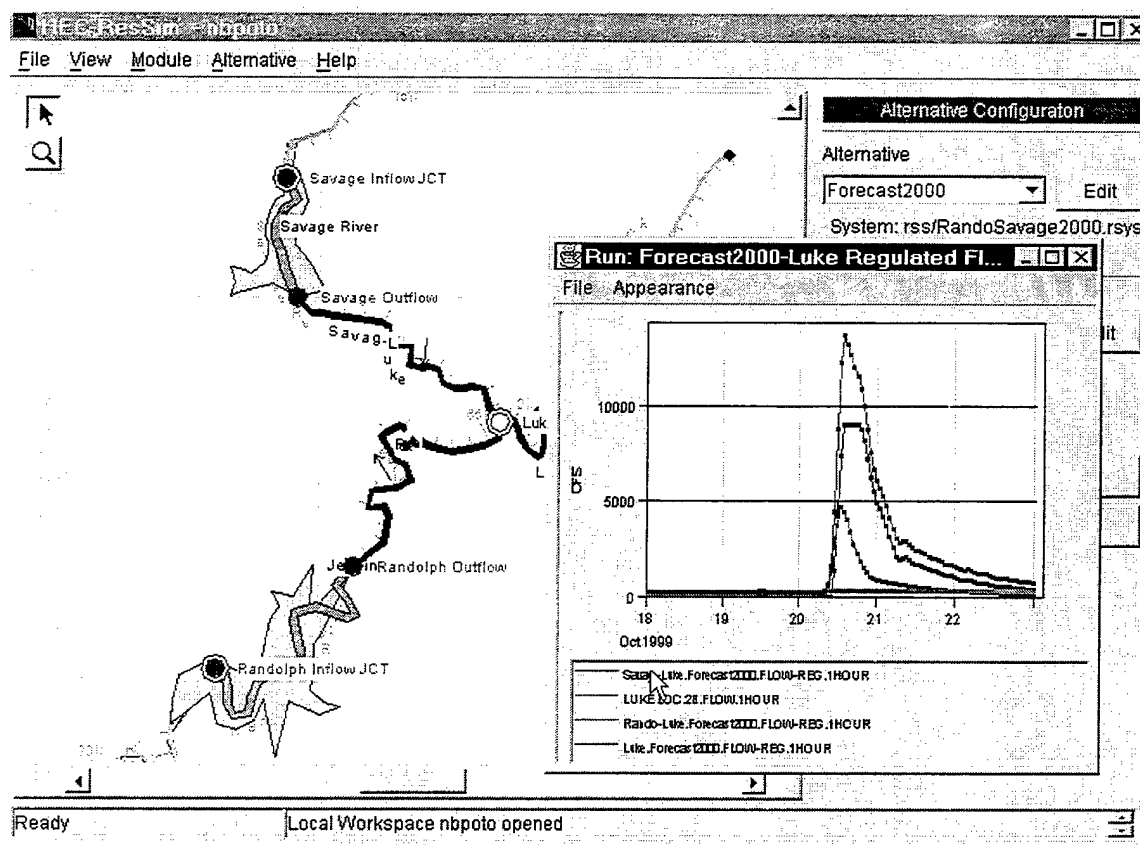 HEC-ResSim - nbpoto
File View Module Alternative Help
Alternative Configuraton
Alternative
Forecast2000
Edit
System: rss/RandoSavage2000.rsys
Savage Inflow JCT
Savage River
Savage Outflow
Savag-Luke
Luk
L
Randolph Outflow
Randolph Inflow JCT
Run: Forecast2000-Luke Regulated Fl...
File Appearance
CFS
10000
5000
0
18 19 20 21 22
Oct1999
Luke.Forecast2000.FLOW-REG.1HOUR
LUKE LOC.28.FLOW.1HOUR
Rando-Luke.Forecast2000.FLOW-REG.1HOUR
Luke.Forecast2000.FLOW-REG.1HOUR
Ready
Local Workspace nbpoto opened